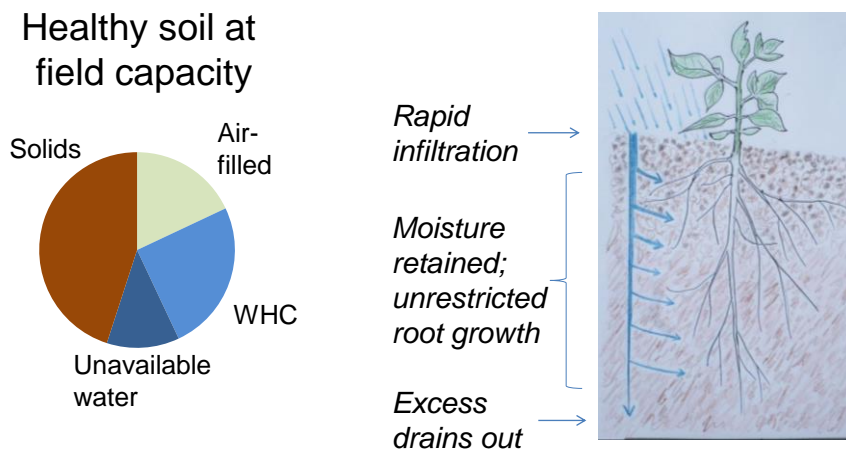 Healthy soil at
field capacity
Solids
Air-
filled
WHC
Unavailable
water
Rapid
infiltration
Moisture
retained;
unrestricted
root growth
Excess
drains out